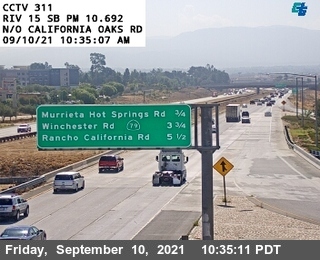 CCTV 311
RIV 15 SB PM 10.692
N/O CALIFORNIA OAKS RD
09/10/21 10:35:07 AM
Murrieta Hot Springs Rd 3/4
Winchester Rd 79 3 3/4
Rancho California Rd 5 1/2
Friday, September 10, 2021 10:35:11 PDT